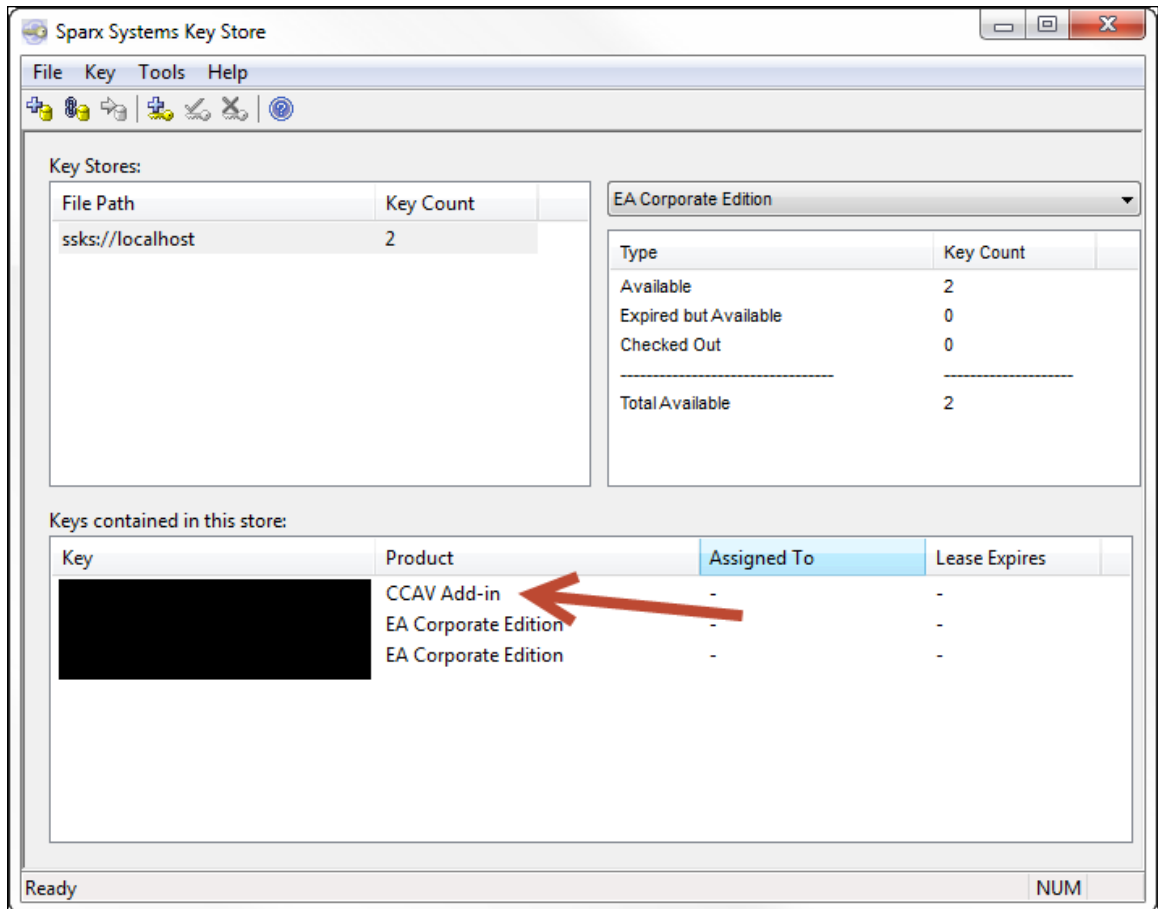 Sparx Systems Key Store
File Key Tools Help
Key Stores:
File Path Key Count
ssks://localhost 2
EA Corporate Edition
Type Key Count
Available 2
Expired but Available 0
Checked Out 0
--------------------------------- --------------------
Total Available 2
Keys contained in this store:
Key Product Assigned To Lease Expires
CCAV Add-in - -
EA Corporate Edition - -
EA Corporate Edition - -
Ready NUM